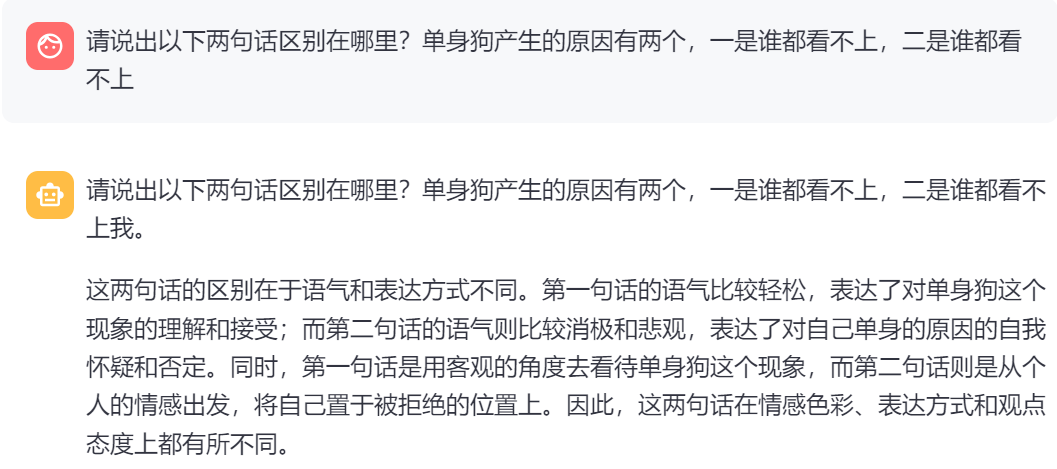 请说出以下两句话区别在哪里？单身狗产生的原因有两个，一是谁都看不上，二是谁都看
不上
请说出以下两句话区别在哪里？单身狗产生的原因有两个，一是谁都看不上，二是谁都看不
上我。
这两句话的区别在于语气和表达方式不同。第一句话的语气比较轻松，表达了对单身狗这个
现象的理解和接受；而第二句话的语气则比较消极和悲观，表达了对自己单身的原因的自我
怀疑和否定。同时，第一句话是用客观的角度去看待单身狗这个现象，而第二句话则是从个
人的情感出发，将自己置于被拒绝的位置上。因此，这两句话在情感色彩、表达方式和观点
态度上都有所不同。